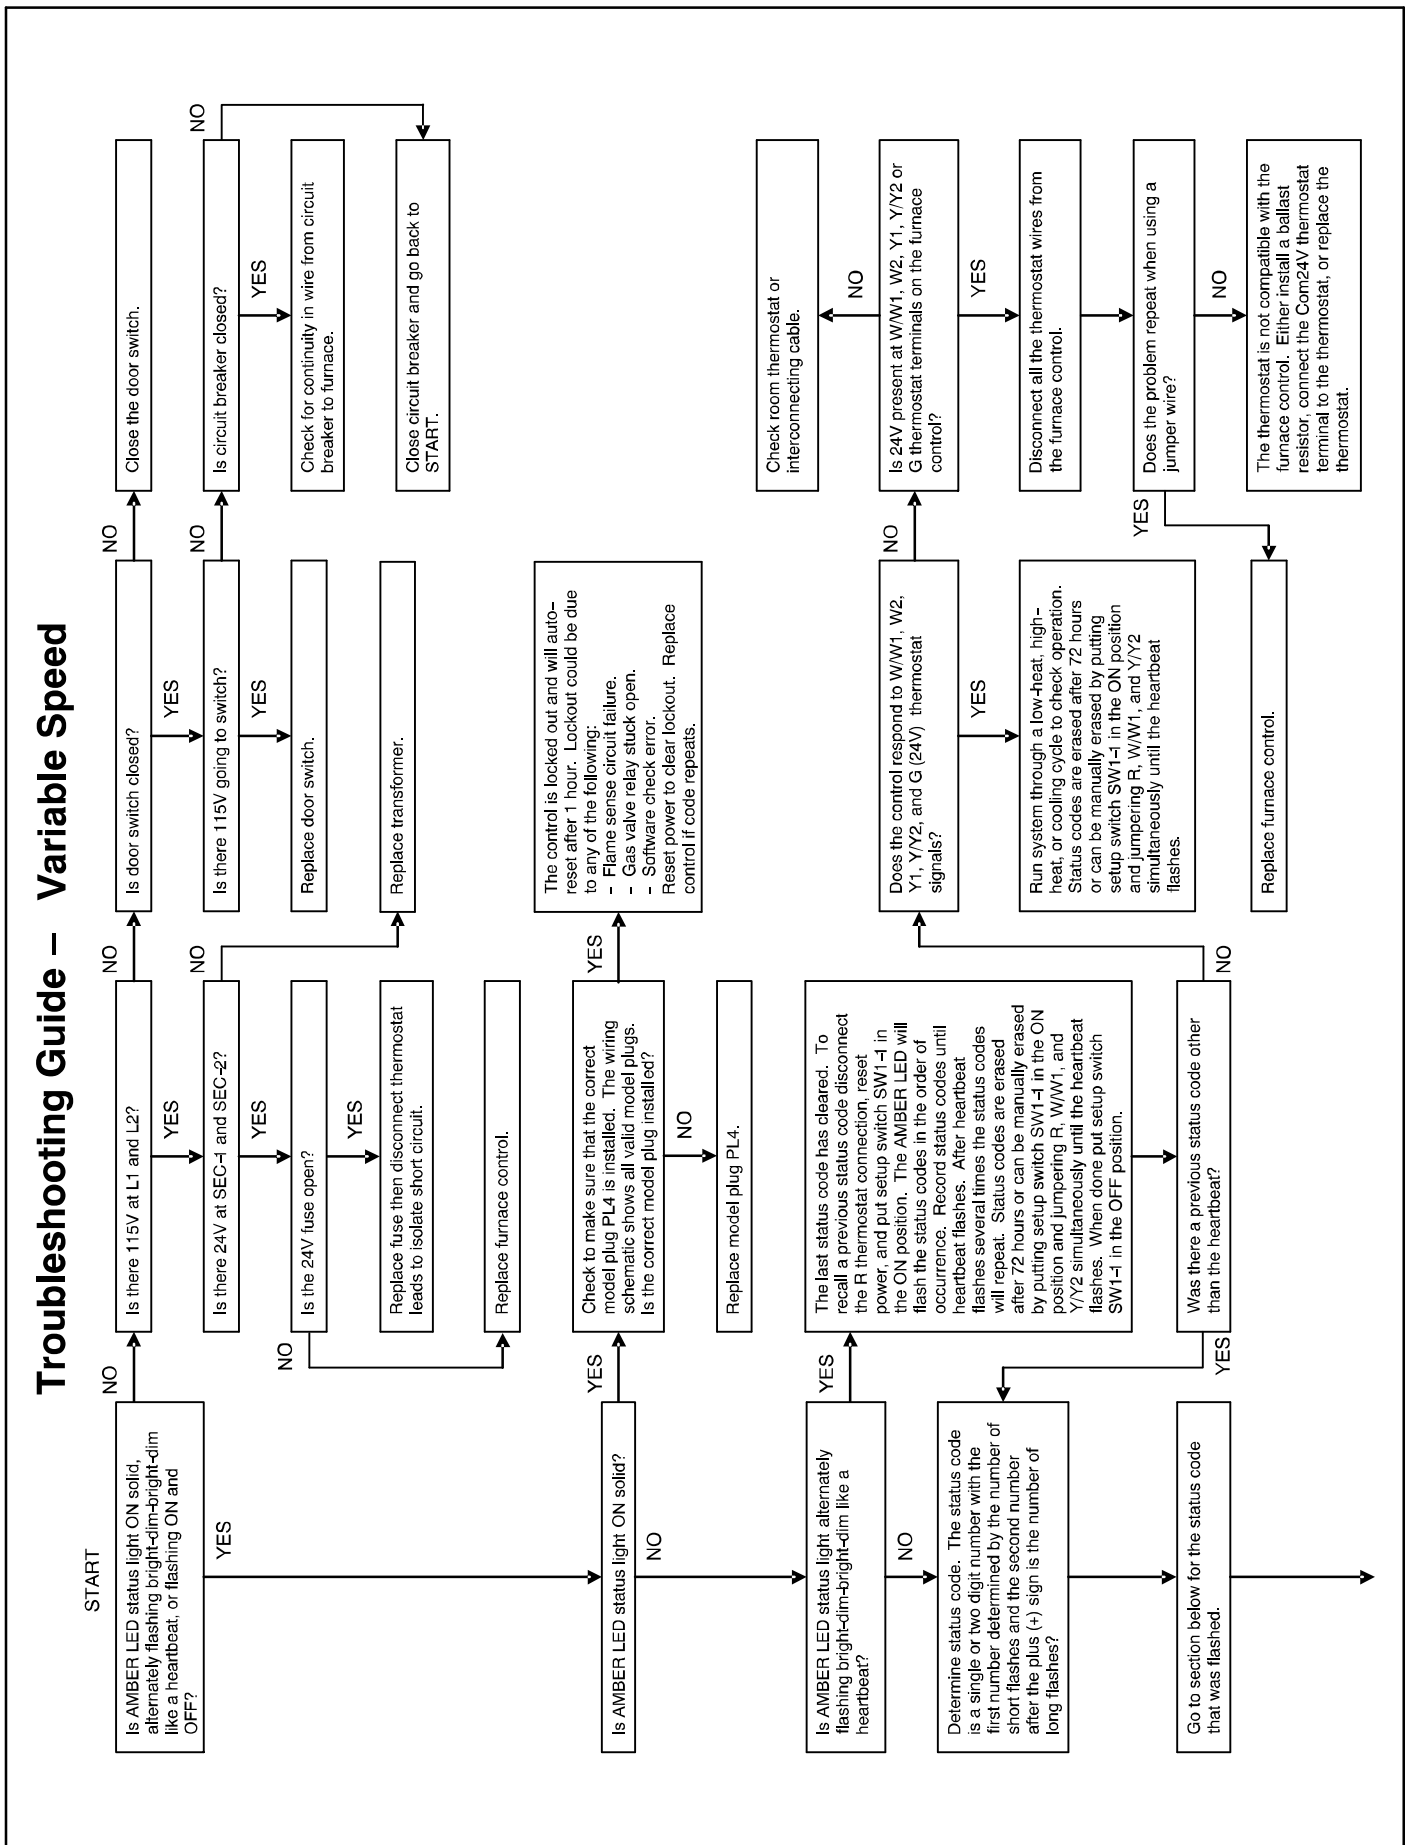 Troubleshooting Guide – Variable Speed
START
Is AMBER LED status light ON solid,
alternately flashing bright-dim-bright-dim
like a heartbeat, or flashing ON and
OFF?
NO
YES
Is there 115V at L1 and L2?
NO
YES
Is door switch closed?
NO
YES
Close the door switch.
Is there 24V at SEC-1 and SEC-2?
NO
YES
Is there 115V going to switch?
NO
YES
Is circuit breaker closed?
NO
YES
Is the 24V fuse open?
NO
YES
Replace door switch.
Check for continuity in wire from circuit
breaker to furnace.
Replace fuse then disconnect thermostat
leads to isolate short circuit.
Replace transformer.
Close circuit breaker and go back to
START.
Replace furnace control.
Is AMBER LED status light ON solid?
YES
NO
Check to make sure that the correct
model plug PL4 is installed. The wiring
schematic shows all valid model plugs.
Is the correct model plug installed?
YES
NO
The control is locked out and will auto–
reset after 1 hour. Lockout could be due
to any of the following:
– Flame sense circuit failure.
– Gas valve relay stuck open.
– Software check error.
Reset power to clear lockout. Replace
control if code repeats.
Replace model plug PL4.
Is AMBER LED status light alternately
flashing bright-dim-bright-dim like a
heartbeat?
YES
NO
The last status code has cleared. To
recall a previous status code disconnect
the R thermostat connection, reset
power, and put setup switch SW1–1 in
the ON position. The AMBER LED will
flash the status codes in the order of
occurrence. Record status codes until
heartbeat flashes. After heartbeat
flashes several times the status codes
will repeat. Status codes are erased
after 72 hours or can be manually erased
by putting setup switch SW1–1 in the ON
position and jumpering R, W/W1, and
Y/Y2 simultaneously until the heartbeat
flashes. When done put setup switch
SW1–1 in the OFF position.
Does the control respond to W/W1, W2,
Y1, Y/Y2, and G (24V) thermostat
signals?
NO
YES
Check room thermostat or
interconnecting cable.
NO
Is 24V present at W/W1, W2, Y1, Y/Y2 or
G thermostat terminals on the furnace
control?
YES
Determine status code. The status code
is a single or two digit number with the
first number determined by the number of
short flashes and the second number
after the plus (+) sign is the number of
long flashes?
Run system through a low-heat, high–
heat, or cooling cycle to check operation.
Status codes are erased after 72 hours
or can be manually erased by putting
setup switch SW1–1 in the ON position
and jumpering R, W/W1, and Y/Y2
simultaneously until the heartbeat
flashes.
Disconnect all the thermostat wires from
the furnace control.
Go to section below for the status code
that was flashed.
YES
Was there a previous status code other
than the heartbeat?
NO
Does the problem repeat when using a
jumper wire?
YES
NO
Replace furnace control.
The thermostat is not compatible with the
furnace control. Either install a ballast
resistor, connect the Com24V thermostat
terminal to the thermostat, or replace the
thermostat.